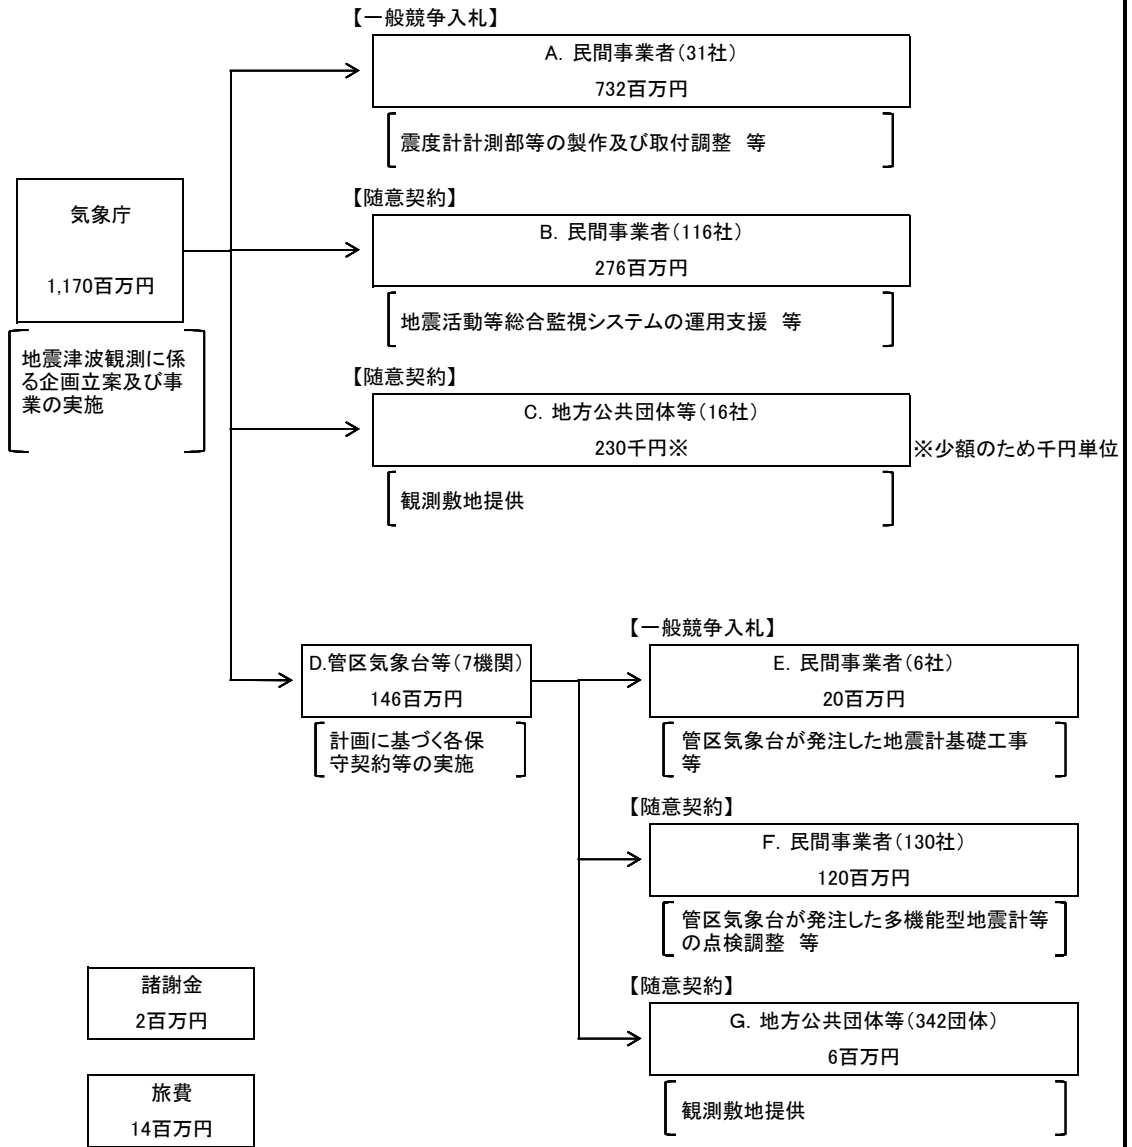 【一般競争入札】
A. 民間事業者(31社)
732百万円
震度計計測部等の製作及び取付調整 等
気象庁
1,170百万円
地震津波観測に係
る企画立案及び事
業の実施
【随意契約】
B. 民間事業者(116社)
276百万円
地震活動等総合監視システムの運用支援 等
【随意契約】
C. 地方公共団体等(16社)
230千円※
※少額のため千円単位
観測敷地提供
D.管区気象台等(7機関)
146百万円
計画に基づく各保
守契約等の実施
【一般競争入札】
E. 民間事業者(6社)
20百万円
管区気象台が発注した地震計基礎工事
等
【随意契約】
F. 民間事業者(130社)
120百万円
管区気象台が発注した多機能型地震計等
の点検調整 等
【随意契約】
G. 地方公共団体等(342団体)
6百万円
観測敷地提供
諸謝金
2百万円
旅費
14百万円